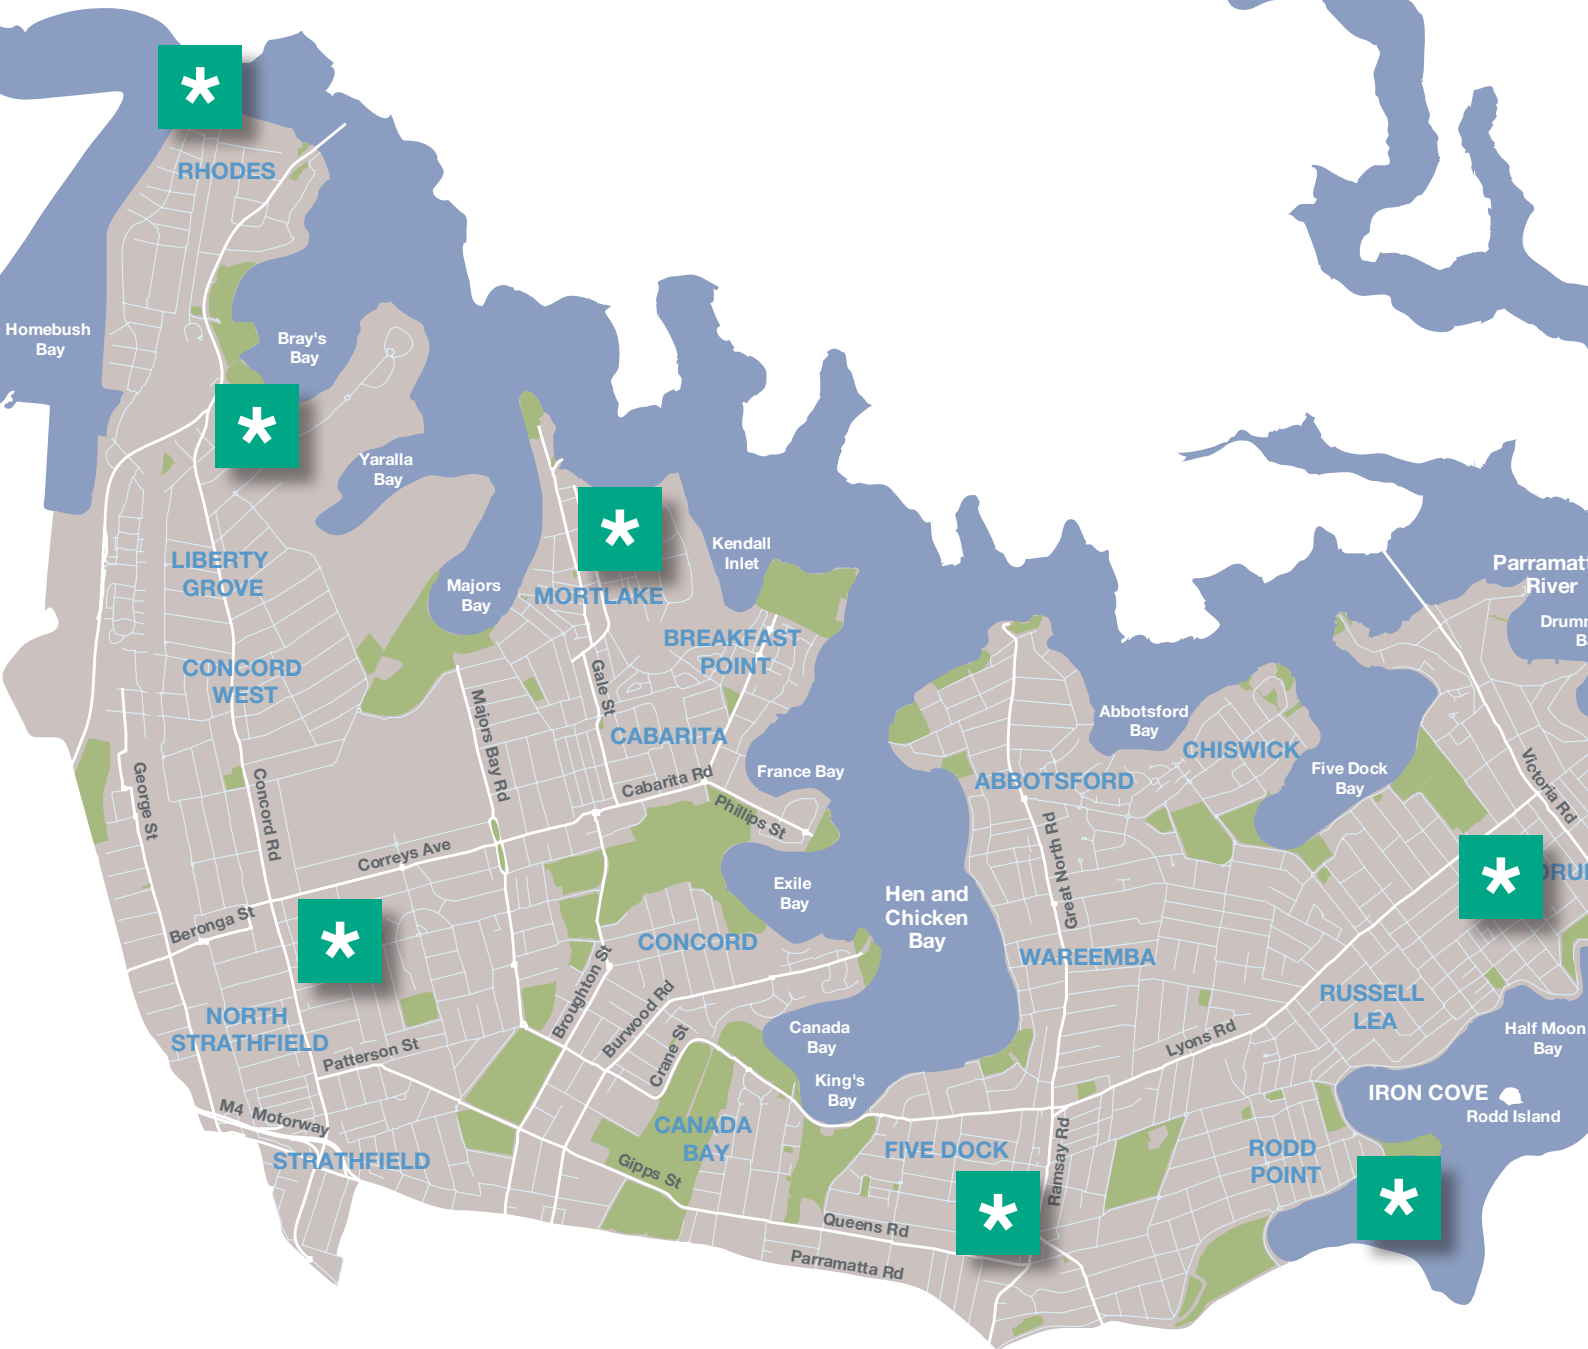 *
RHODES
Homebush
Bay
Bray's
Bay
*
Yaralla
Bay
*
Kendall
Inlet
LIBERTY
GROVE
Majors
Bay
MORTLAKE
River
BREAKFAST
POINT
CONCORD
WEST
Gale St
Majors Bay Rd
CABARITA
Abbotsford
Bay
CHISWICK
Five Dock
Bay
Victoria Rd
George St
Concord Rd
Cabarita Rd
France Bay
ABBOTSFORD
Phillips St
Great North Rd
Correys Ave
*
Exile
Bay
Hen and
Chicken
Bay
Beronga St
*
CONCORD
WAREEMBA
Broughton St
Burwood Rd
RUSSELL
LEA
NORTH
STRATHFIELD
Patterson St
Crane St
Canada
Bay
Lyons Rd
Half Moon
Bay
King's
Bay
IRON COVE
Rodd Island
M4 Motorway
CANADA
BAY
STRATHFIELD
Gipps St
FIVE DOCK
Ramsay Rd
RODD
POINT
*
*
Queens Rd
Parramatta Rd